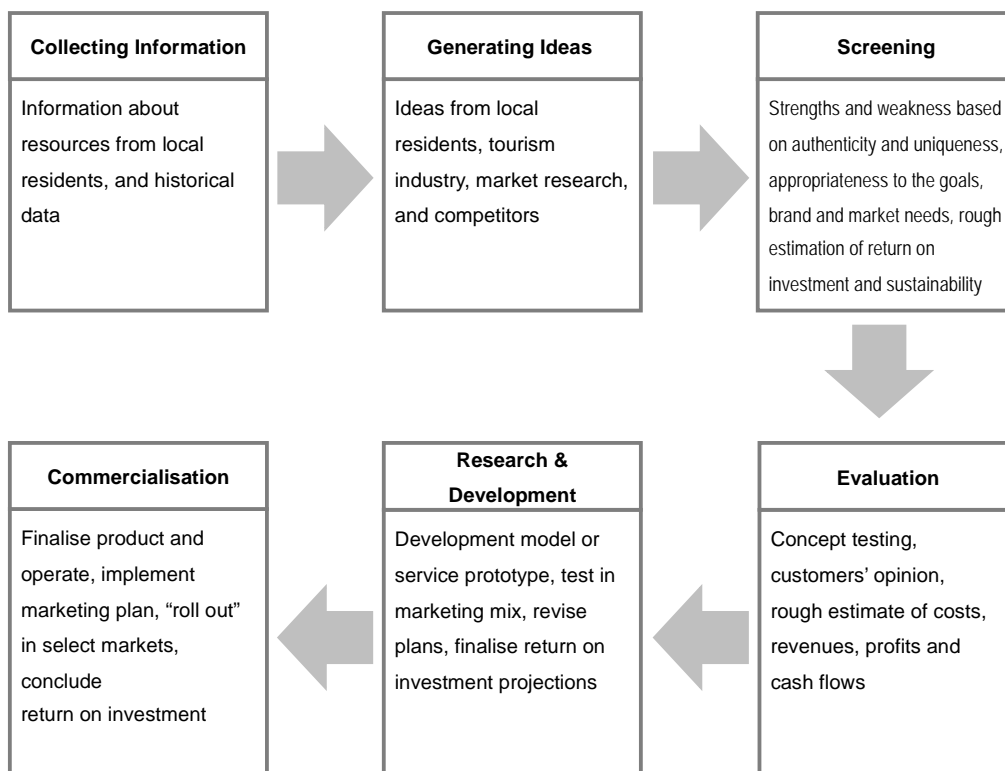 Collecting Information
Information about
resources from local
residents, and historical
data
Generating Ideas
Ideas from local
residents, tourism
industry, market research,
and competitors
Screening
Strengths and weakness based
on authenticity and uniqueness,
appropriateness to the goals,
brand and market needs, rough
estimation of return on
investment and sustainability
Evaluation
Concept testing,
customers’ opinion,
rough estimate of costs,
revenues, profits and
cash flows
Research &
Development
Development model or
service prototype, test in
marketing mix, revise
plans, finalise return on
investment projections
Commercialisation
Finalise product and
operate, implement
marketing plan, “roll out”
in select markets,
conclude
return on investment